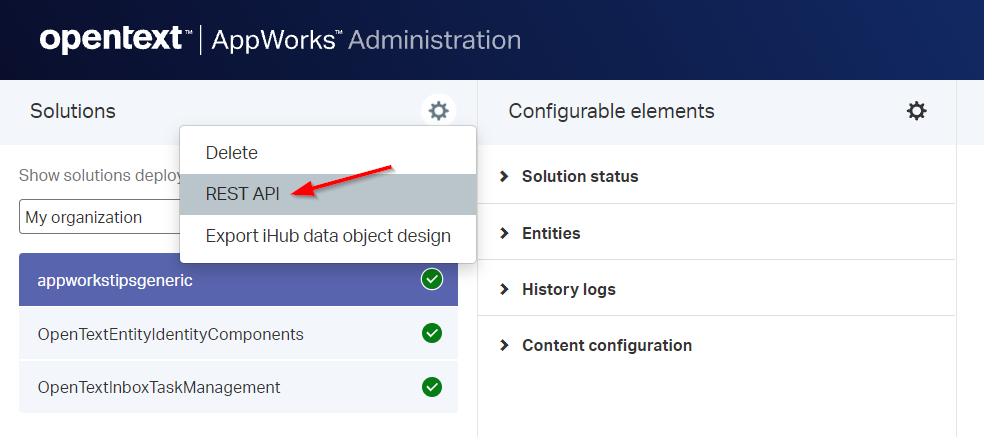 opentext™ | AppWorks™ Administration
Solutions
Configurable elements
Delete
REST API
Export iHub data object design
Show solutions deploy
My organization
appworkstipsgeneric
OpenTextEntityIdentityComponents
OpenTextInboxTaskManagement
Solution status
Entities
History logs
Content configuration